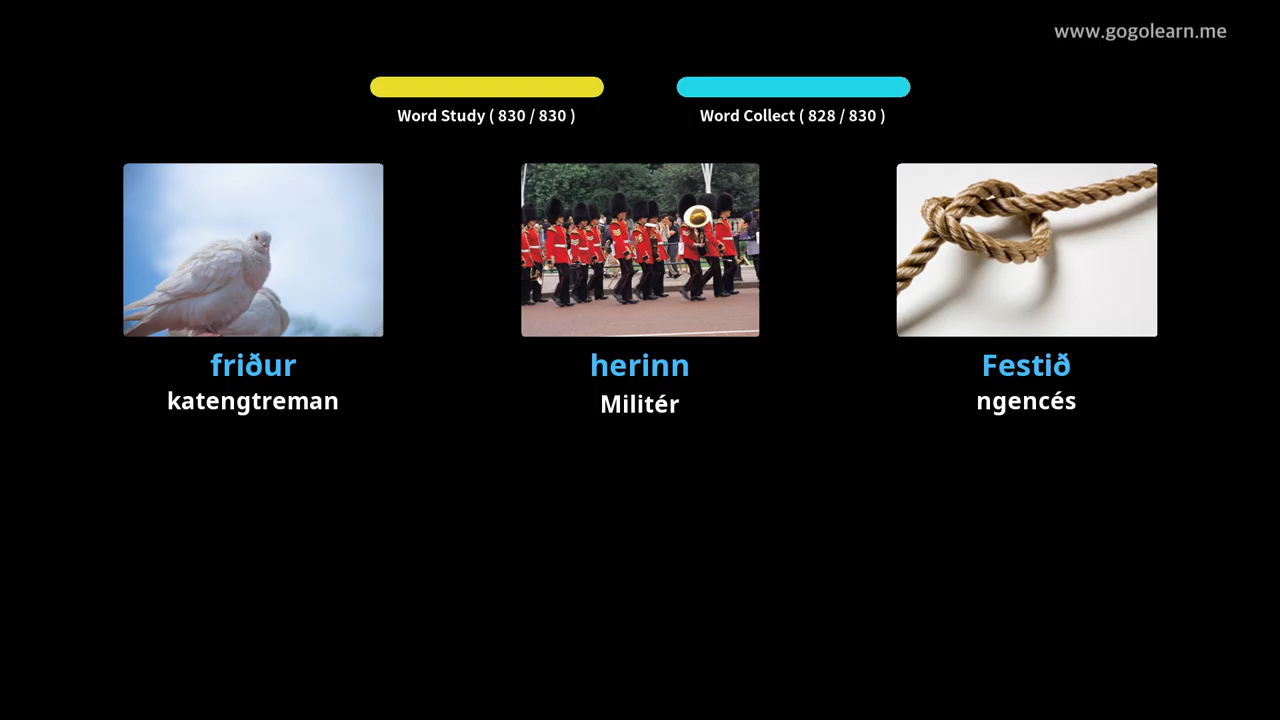 www.gogolearn.me
Word Study ( 830 / 830 )
Word Collect ( 828 / 830 )
friður
herinn
Festið
katengtreman
Militér
ngencés